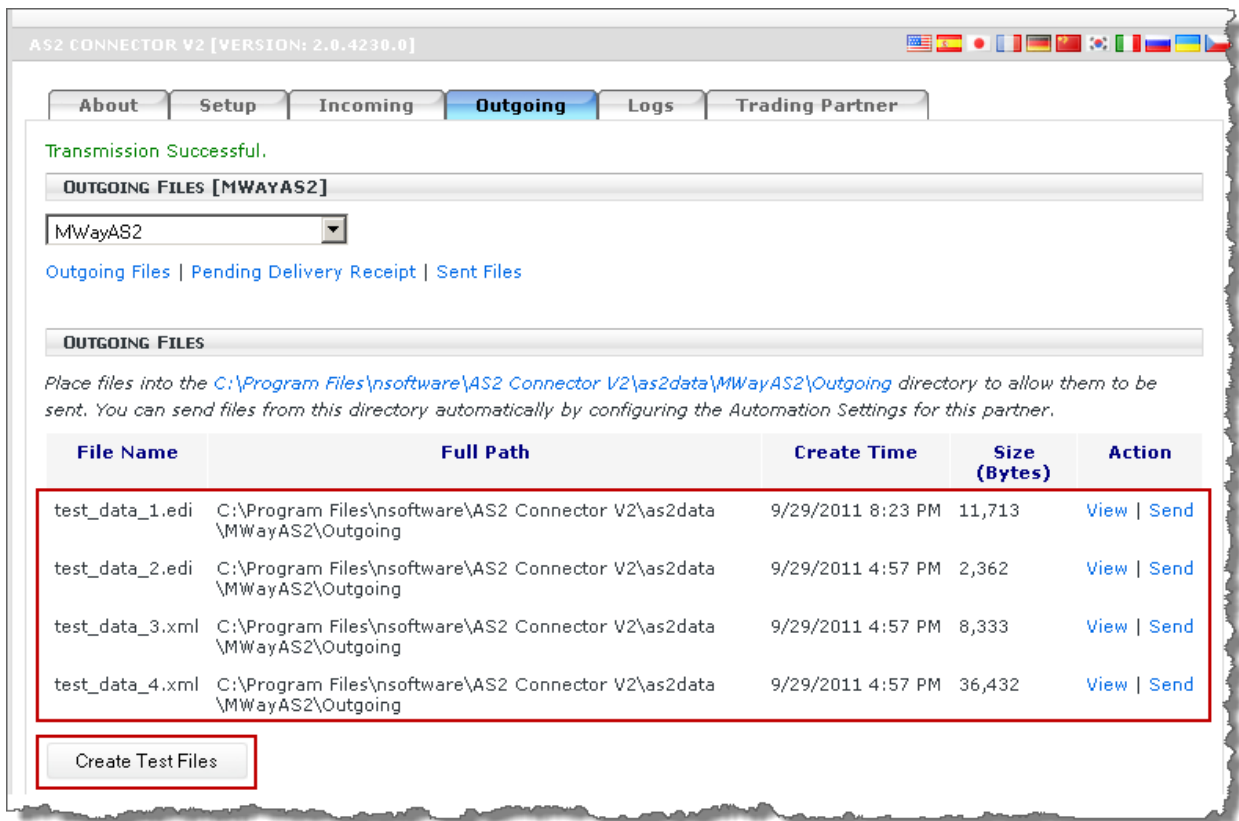 AS2 CONNECTOR V2 [VERSION: 2.0.4230.0]
About Setup Incoming Outgoing Logs Trading Partner
Transmission Successful.
OUTGOING FILES [MWAYAS2]
MWayAS2
Outgoing Files | Pending Delivery Receipt | Sent Files
OUTGOING FILES
Place files into the C:\Program Files\nsoftware\AS2 Connector V2\as2data\MWayAS2\Outgoing directory to allow them to be
sent. You can send files from this directory automatically by configuring the Automation Settings for this partner.
File Name Full Path Create Time Size Action
(Bytes)
test_data_1.edi C:\Program Files\nsoftware\AS2 Connector V2\as2data 9/29/2011 8:23 PM 11,713 View | Send
\MWayAS2\Outgoing
test_data_2.edi C:\Program Files\nsoftware\AS2 Connector V2\as2data 9/29/2011 4:57 PM 2,362 View | Send
\MWayAS2\Outgoing
test_data_3.xml C:\Program Files\nsoftware\AS2 Connector V2\as2data 9/29/2011 4:57 PM 8,333 View | Send
\MWayAS2\Outgoing
test_data_4.xml C:\Program Files\nsoftware\AS2 Connector V2\as2data 9/29/2011 4:57 PM 36,432 View | Send
\MWayAS2\Outgoing
Create Test Files